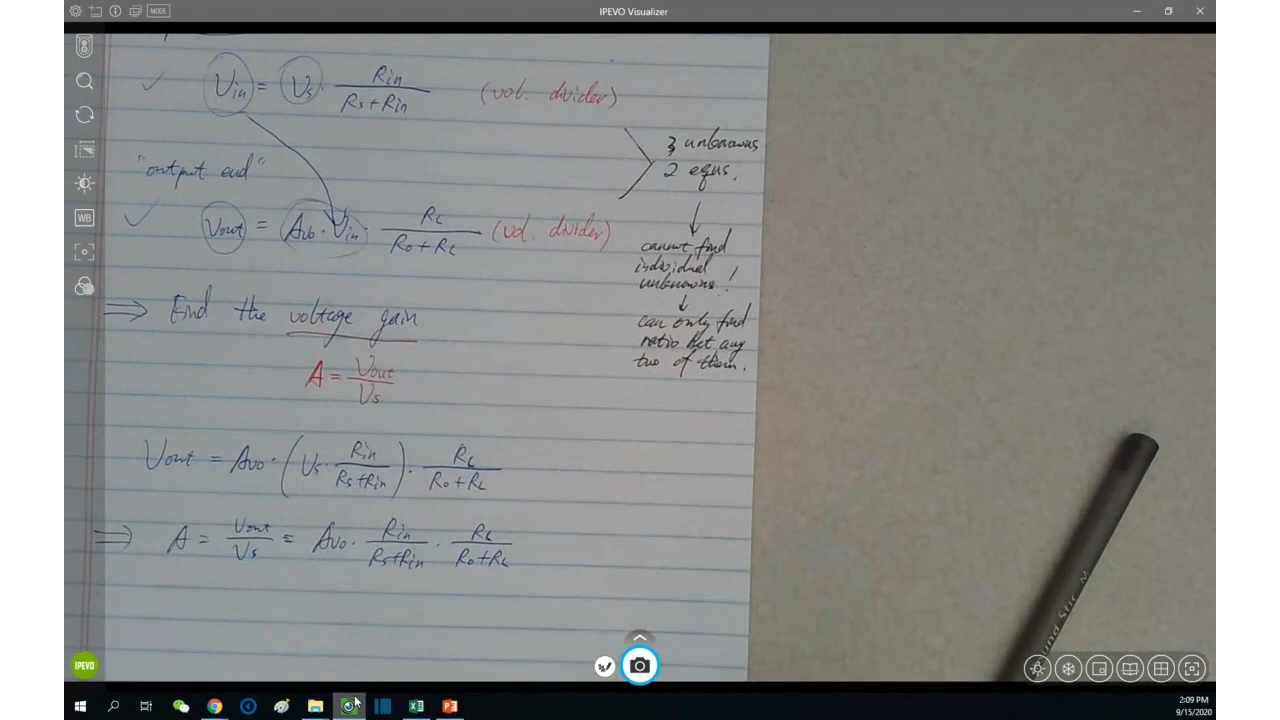 IPEVO Visualizer
MODE
Vin = Vs · Rin / (Rs + Rin) (vol. divider)
"output end"
Vout = Avo · Vin · RL / (Ro + RL) (vol. divider)
3 unknowns
2 equs.
cannot find
individual
unknowns!
can only find
ratio bet any
two of them.
⇒ Find the voltage gain
A = Vout / Vs
Vout = Avo · (Vs · Rin / (Rs + Rin)) · RL / (Ro + RL)
⇒ A = Vout / Vs = Avo · Rin / (Rs + Rin) · RL / (Ro + RL)
WB
IPEVO
2:09 PM
9/15/2020